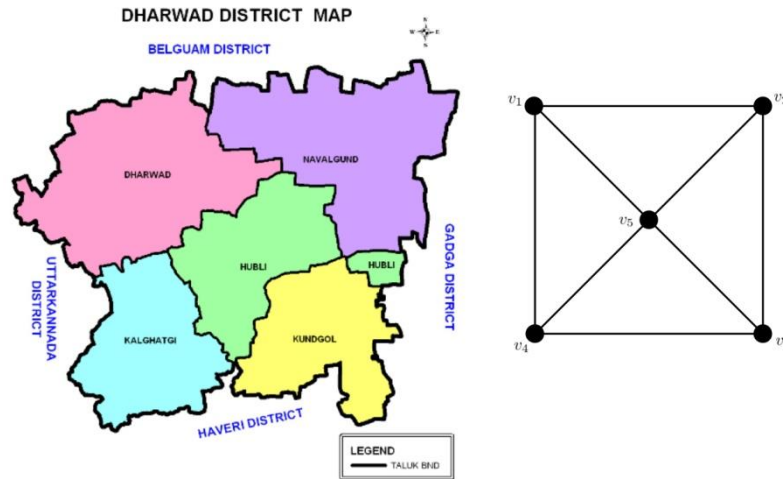 DHARWAD DISTRICT MAP
N
W E
S
BELGUAM DISTRICT
NAVALGUND
DHARWAD
HUBLI
HUBLI
GADGA DISTRICT
UTTARKANNADA
DISTRICT
KALGHATGI
KUNDGOL
HAVERI DISTRICT
LEGEND
TALUK BND
v1
v5
v4